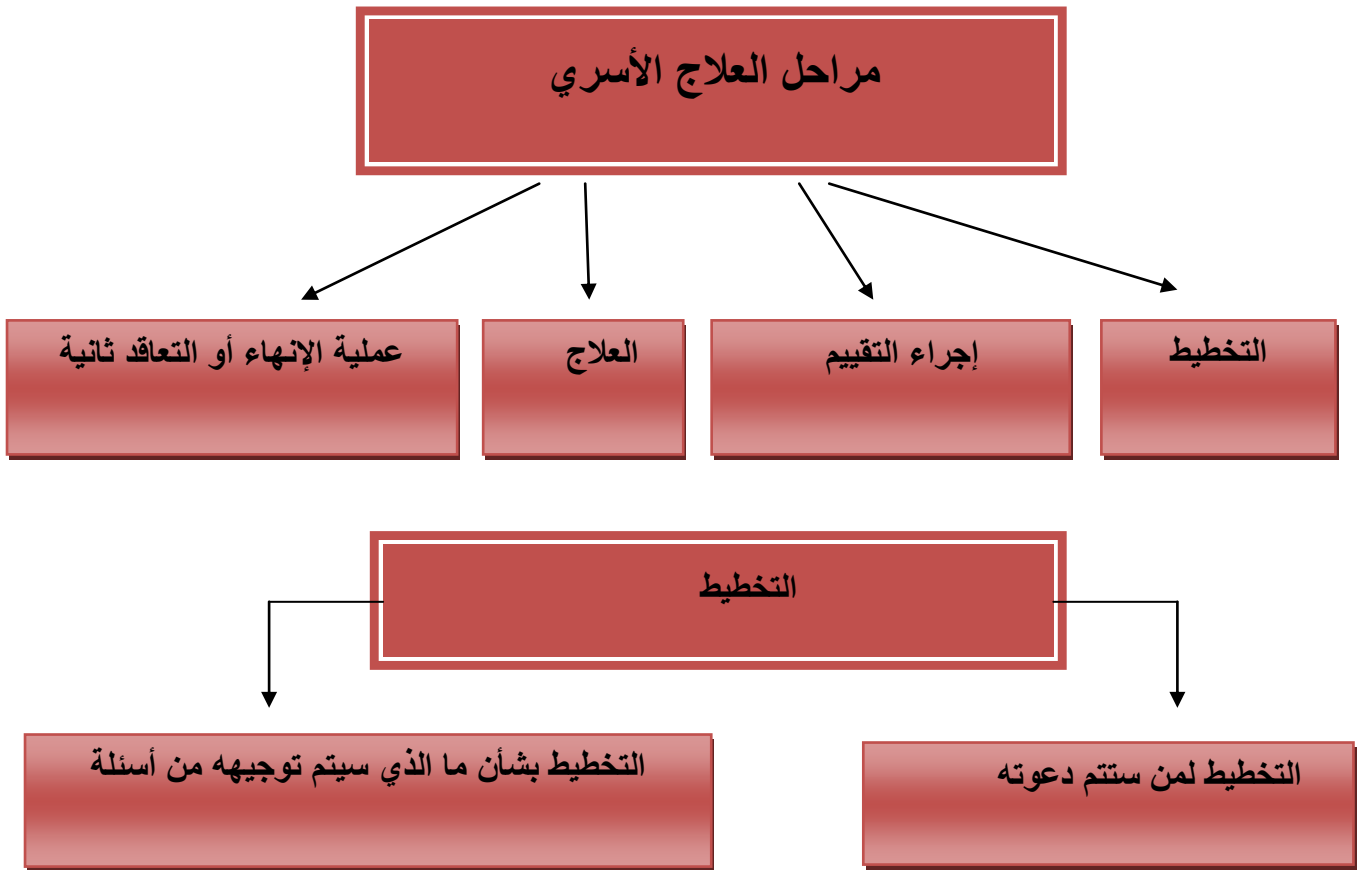 مراحل العلاج الأسري
التخطيط
إجراء التقييم
العلاج
عملية الإنهاء أو التعاقد ثانية
التخطيط
التخطيط لمن ستتم دعوته
التخطيط بشأن ما الذي سيتم توجيهه من أسئلة